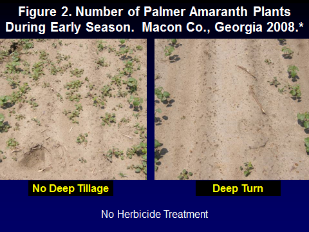 Figure 2. Number of Palmer Amaranth Plants
During Early Season.  Macon Co., Georgia 2008.*
No Deep Tillage
Deep Turn
No Herbicide Treatment